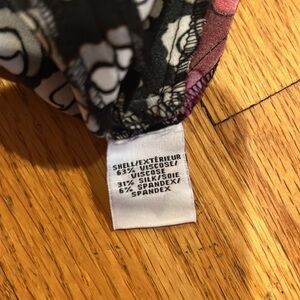 SHELL/EXTÉRIEUR
63% VISCOSE/
VISCOSE
31% SILK/SOIE
6% SPANDEX/
SPANDEX